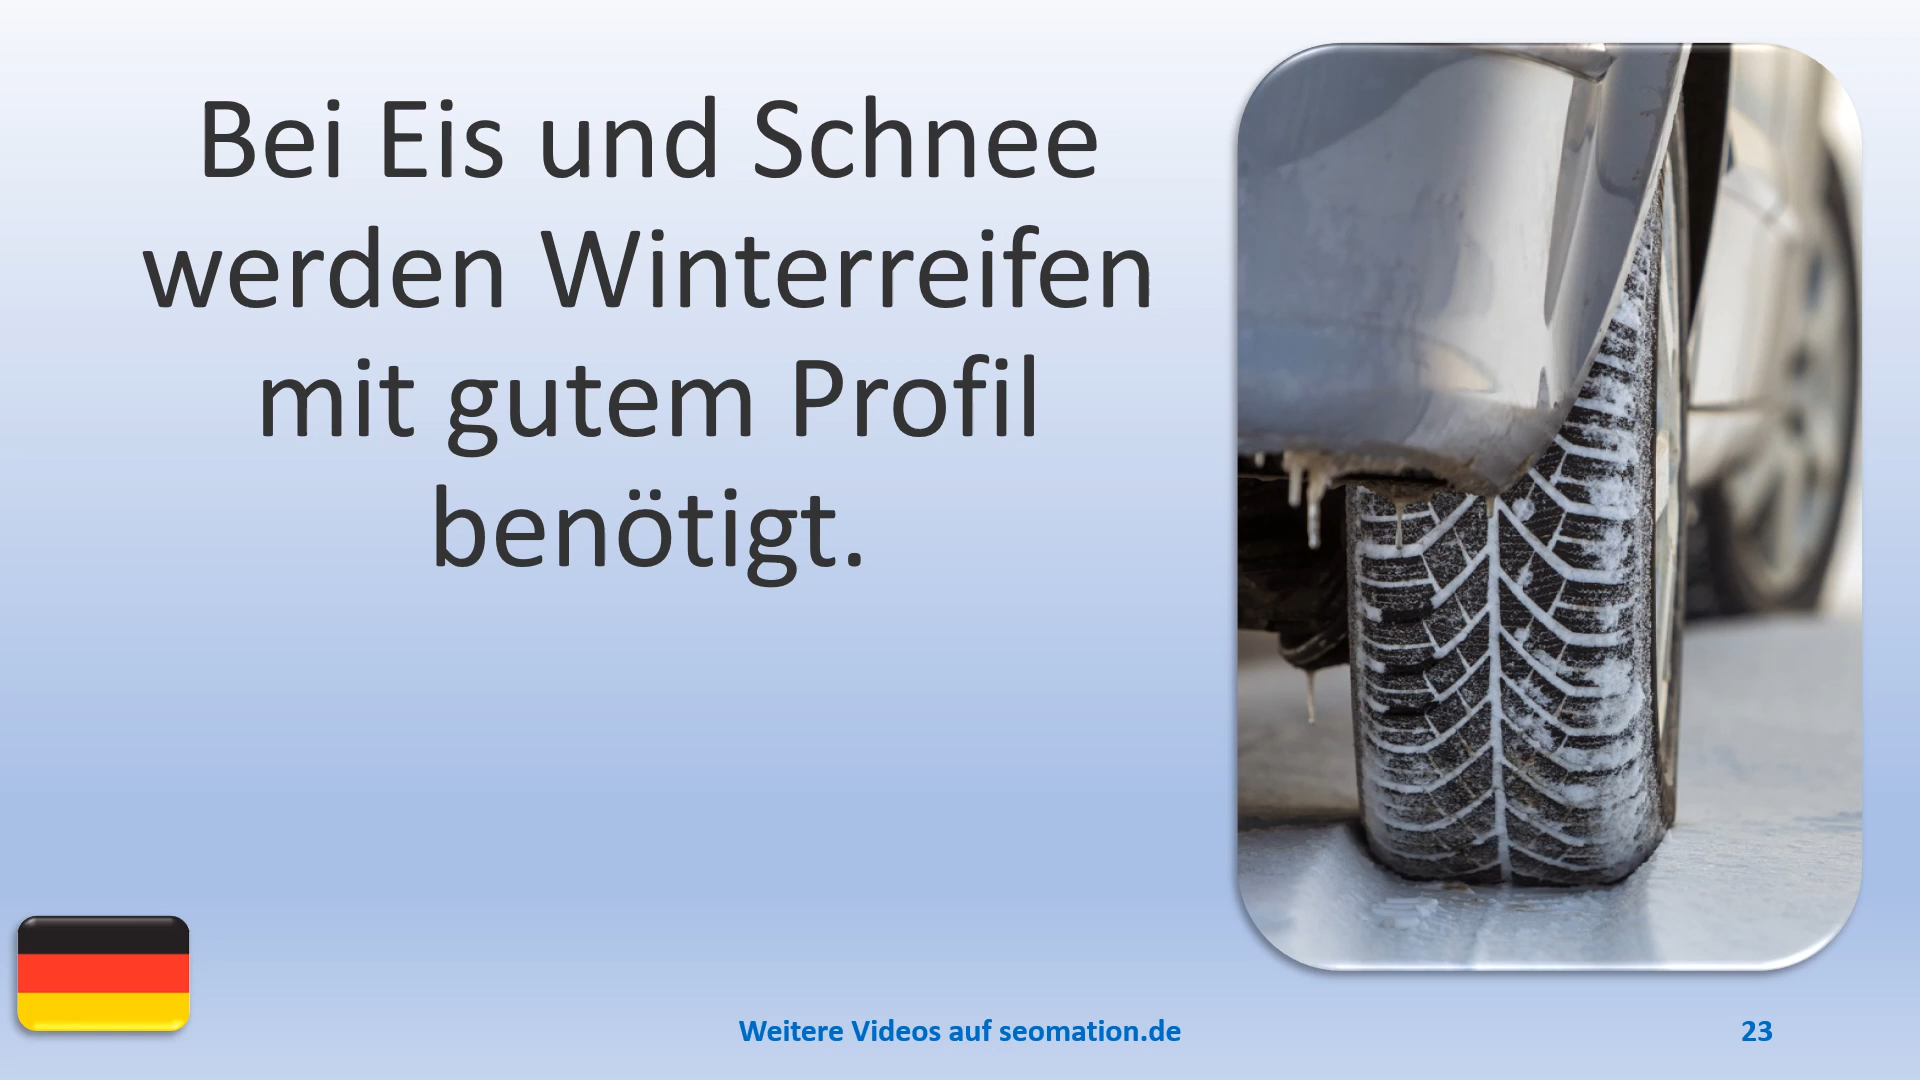 Bei Eis und Schnee
werden Winterreifen
mit gutem Profil
benötigt.
Weitere Videos auf seomation.de
23